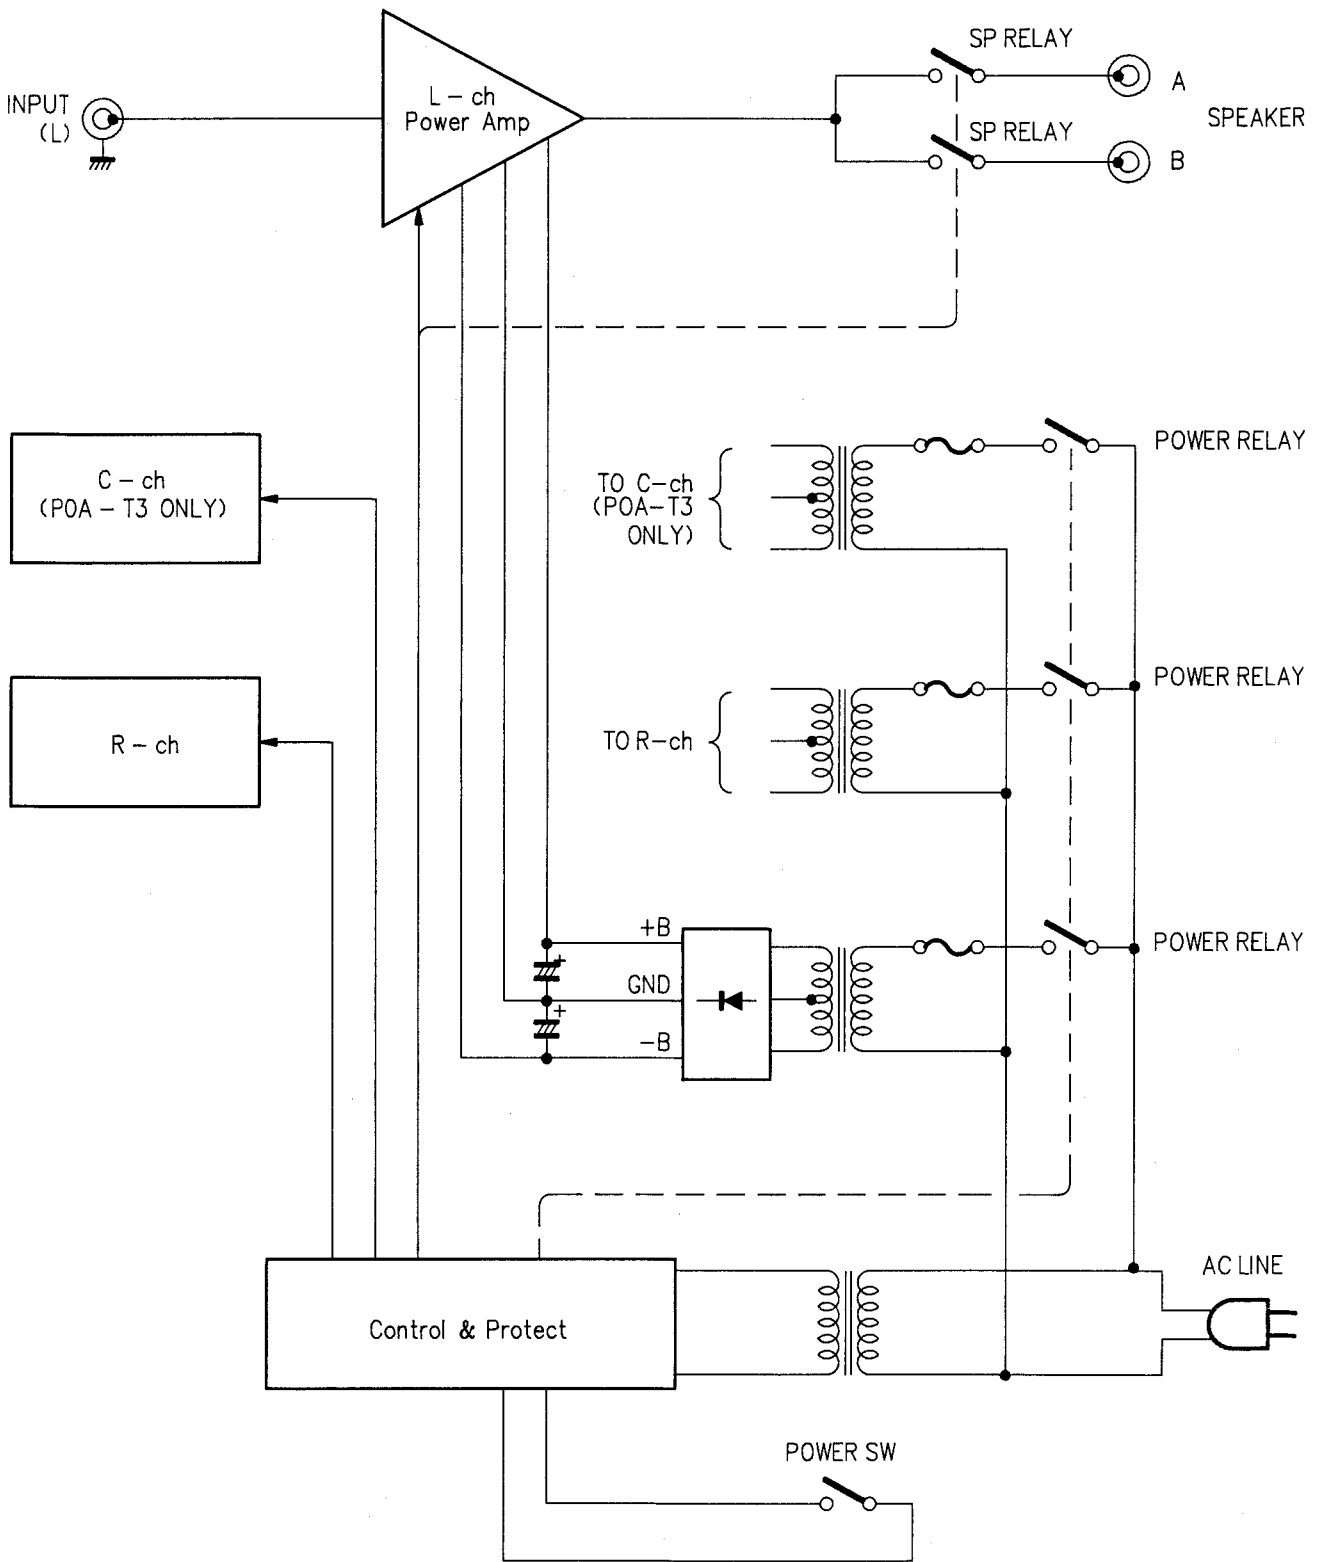 SP RELAY
INPUT
(L)
L-ch
Power Amp
A
SPEAKER
SP RELAY
B
C-ch
(POA-T3 ONLY)
TO C-ch
(POA-T3
ONLY)
POWER RELAY
R-ch
TO R-ch
POWER RELAY
+B
+
GND
+
-B
POWER RELAY
Control & Protect
AC LINE
POWER SW